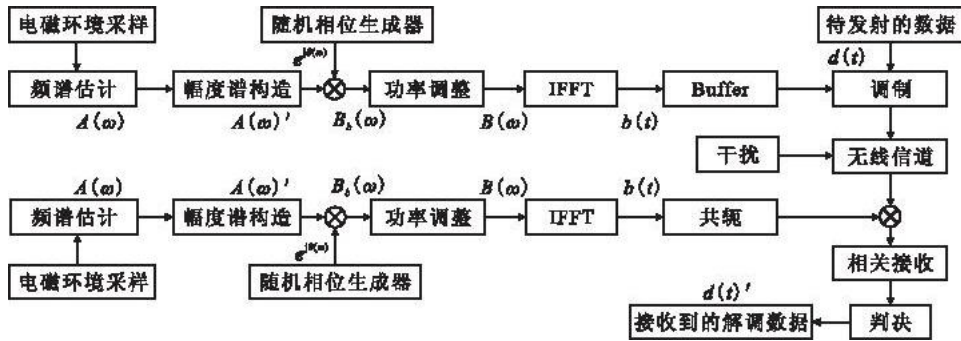 电磁环境采样
随机相位生成器
待发射的数据
e^{jθ(ω)}
d(t)
频谱估计
幅度谱构造
功率调整
IFFT
Buffer
调制
A(ω)
A(ω)′
B_b(ω)
B(ω)
b(t)
干扰
无线信道
A(ω)
A(ω)′
B_b(ω)
B(ω)
b(t)
频谱估计
幅度谱构造
功率调整
IFFT
共轭
e^{jθ(ω)}
相关接收
电磁环境采样
随机相位生成器
d(t)′
接收到的解调数据
判决